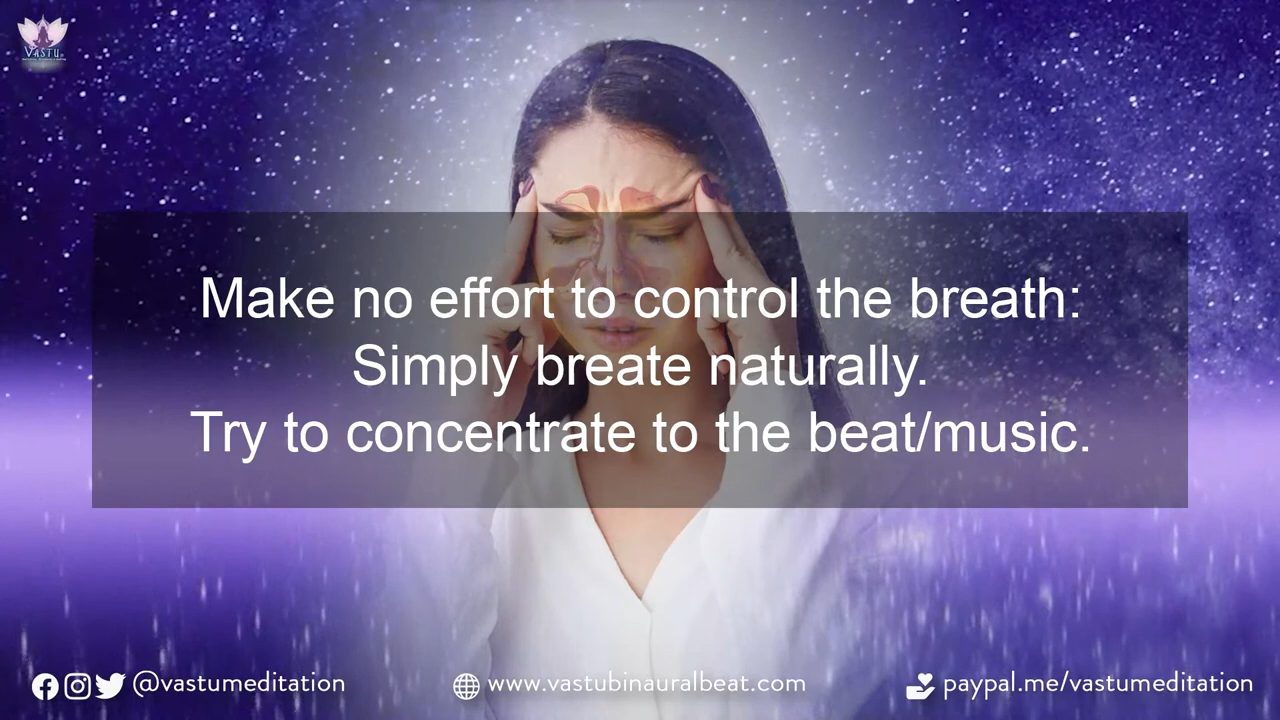 VASTU
Make no effort to control the breath:
Simply breate naturally.
Try to concentrate to the beat/music.
@vastumeditation
www.vastubinauralbeat.com
paypal.me/vastumeditation